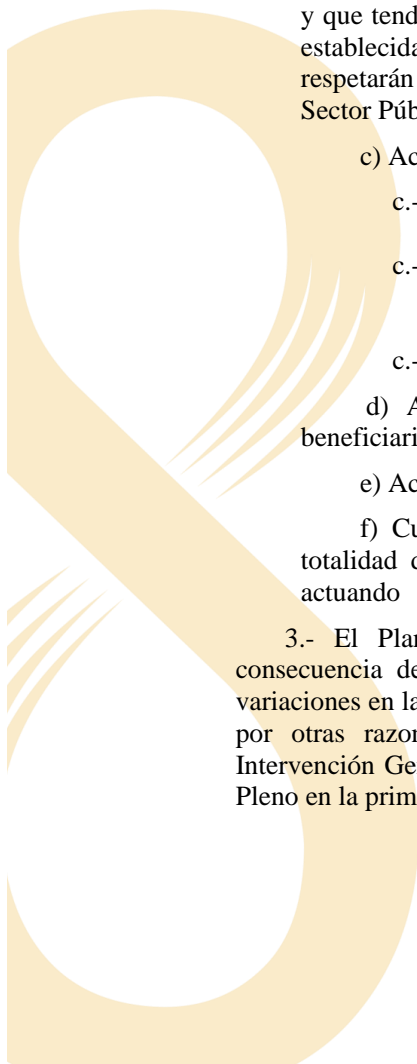 y que tend
establecida
respetarán
Sector Púb
c) Ac
c.-
c.-
c.-
d) A
beneficiari
e) Ac
f) Cu
totalidad d
actuando
3.- El Plan
consecuencia de
variaciones en la
por otras razon
Intervención Ge
Pleno en la prim